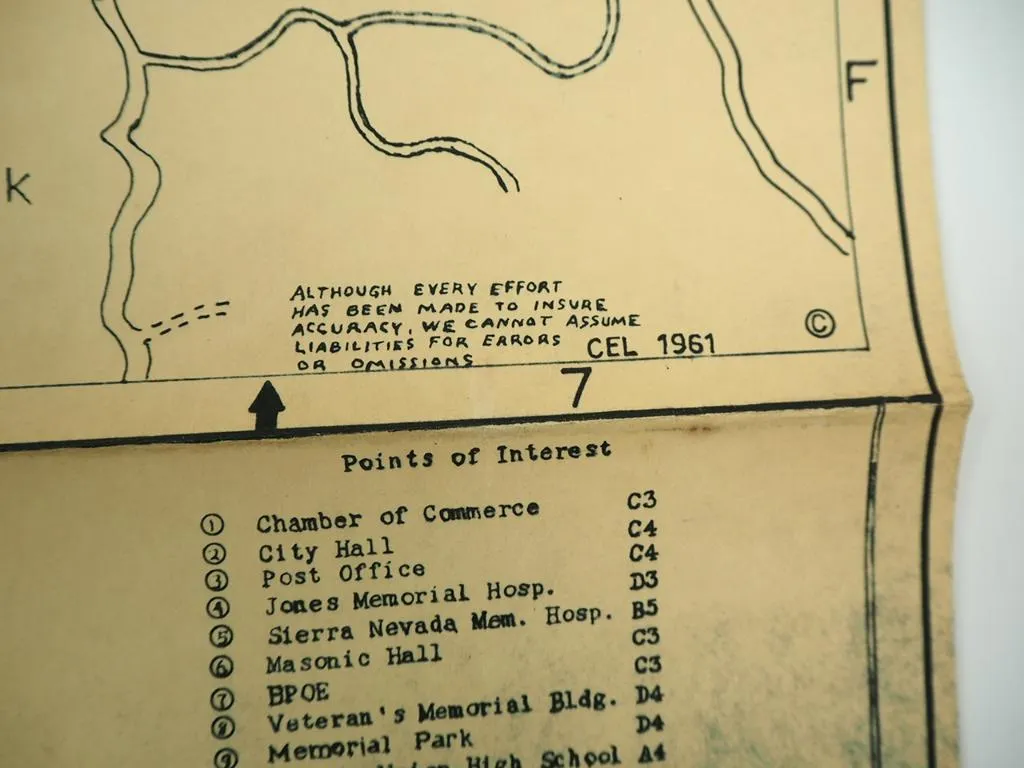 F
K
ALTHOUGH EVERY EFFORT
HAS BEEN MADE TO INSURE
ACCURACY, WE CANNOT ASSUME
LIABILITIES FOR ERRORS
OR OMISSIONS
CEL 1961
©
7
Points of Interest
① Chamber of Commerce C3
② City Hall C4
③ Post Office C4
④ Jones Memorial Hosp. D3
⑤ Sierra Nevada Mem. Hosp. B5
⑥ Masonic Hall C3
⑦ BPOE C3
⑧ Veteran's Memorial Bldg. D4
⑨ Memorial Park D4
High School A4